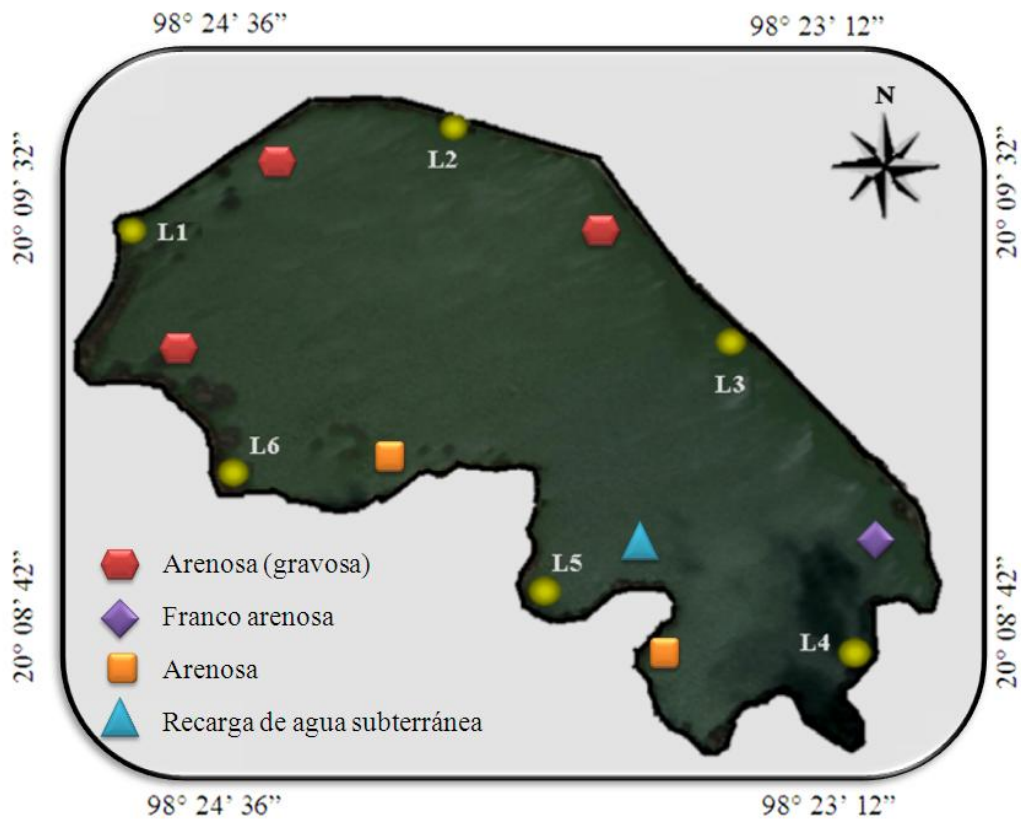 98° 24’ 36”
98° 23’ 12”
20° 09’ 32”
20° 09’ 32”
N
L2
L1
L3
L6
L5
L4
20° 08’ 42”
20° 08’ 42”
Arenosa (gravosa)
Franco arenosa
Arenosa
Recarga de agua subterránea
98° 24’ 36”
98° 23’ 12”